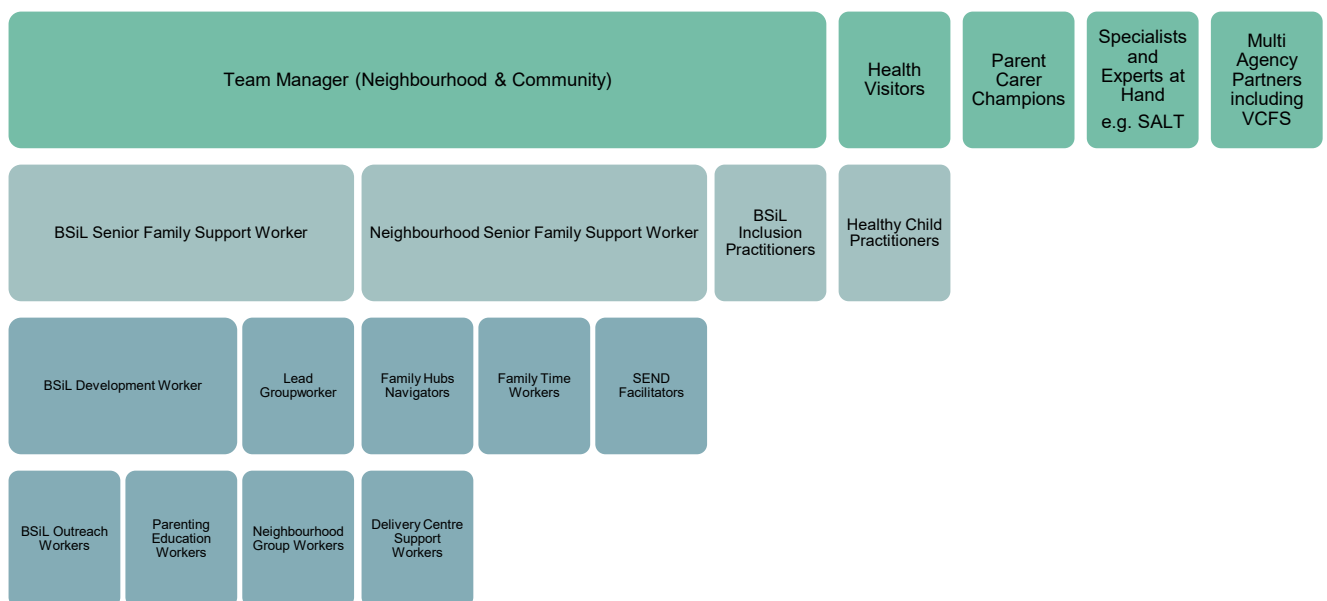 Team Manager (Neighbourhood & Community)
Health
Visitors
Parent
Carer
Champions
Specialists
and
Experts at
Hand
e.g. SALT
Multi
Agency
Partners
including
VCFS
BSiL Senior Family Support Worker
Neighbourhood Senior Family Support Worker
BSiL
Inclusion
Practitioners
Healthy Child
Practitioners
BSiL Development Worker
Lead
Groupworker
Family Hubs
Navigators
Family Time
Workers
SEND
Facilitators
BSiL Outreach
Workers
Parenting
Education
Workers
Neighbourhood
Group Workers
Delivery Centre
Support
Workers